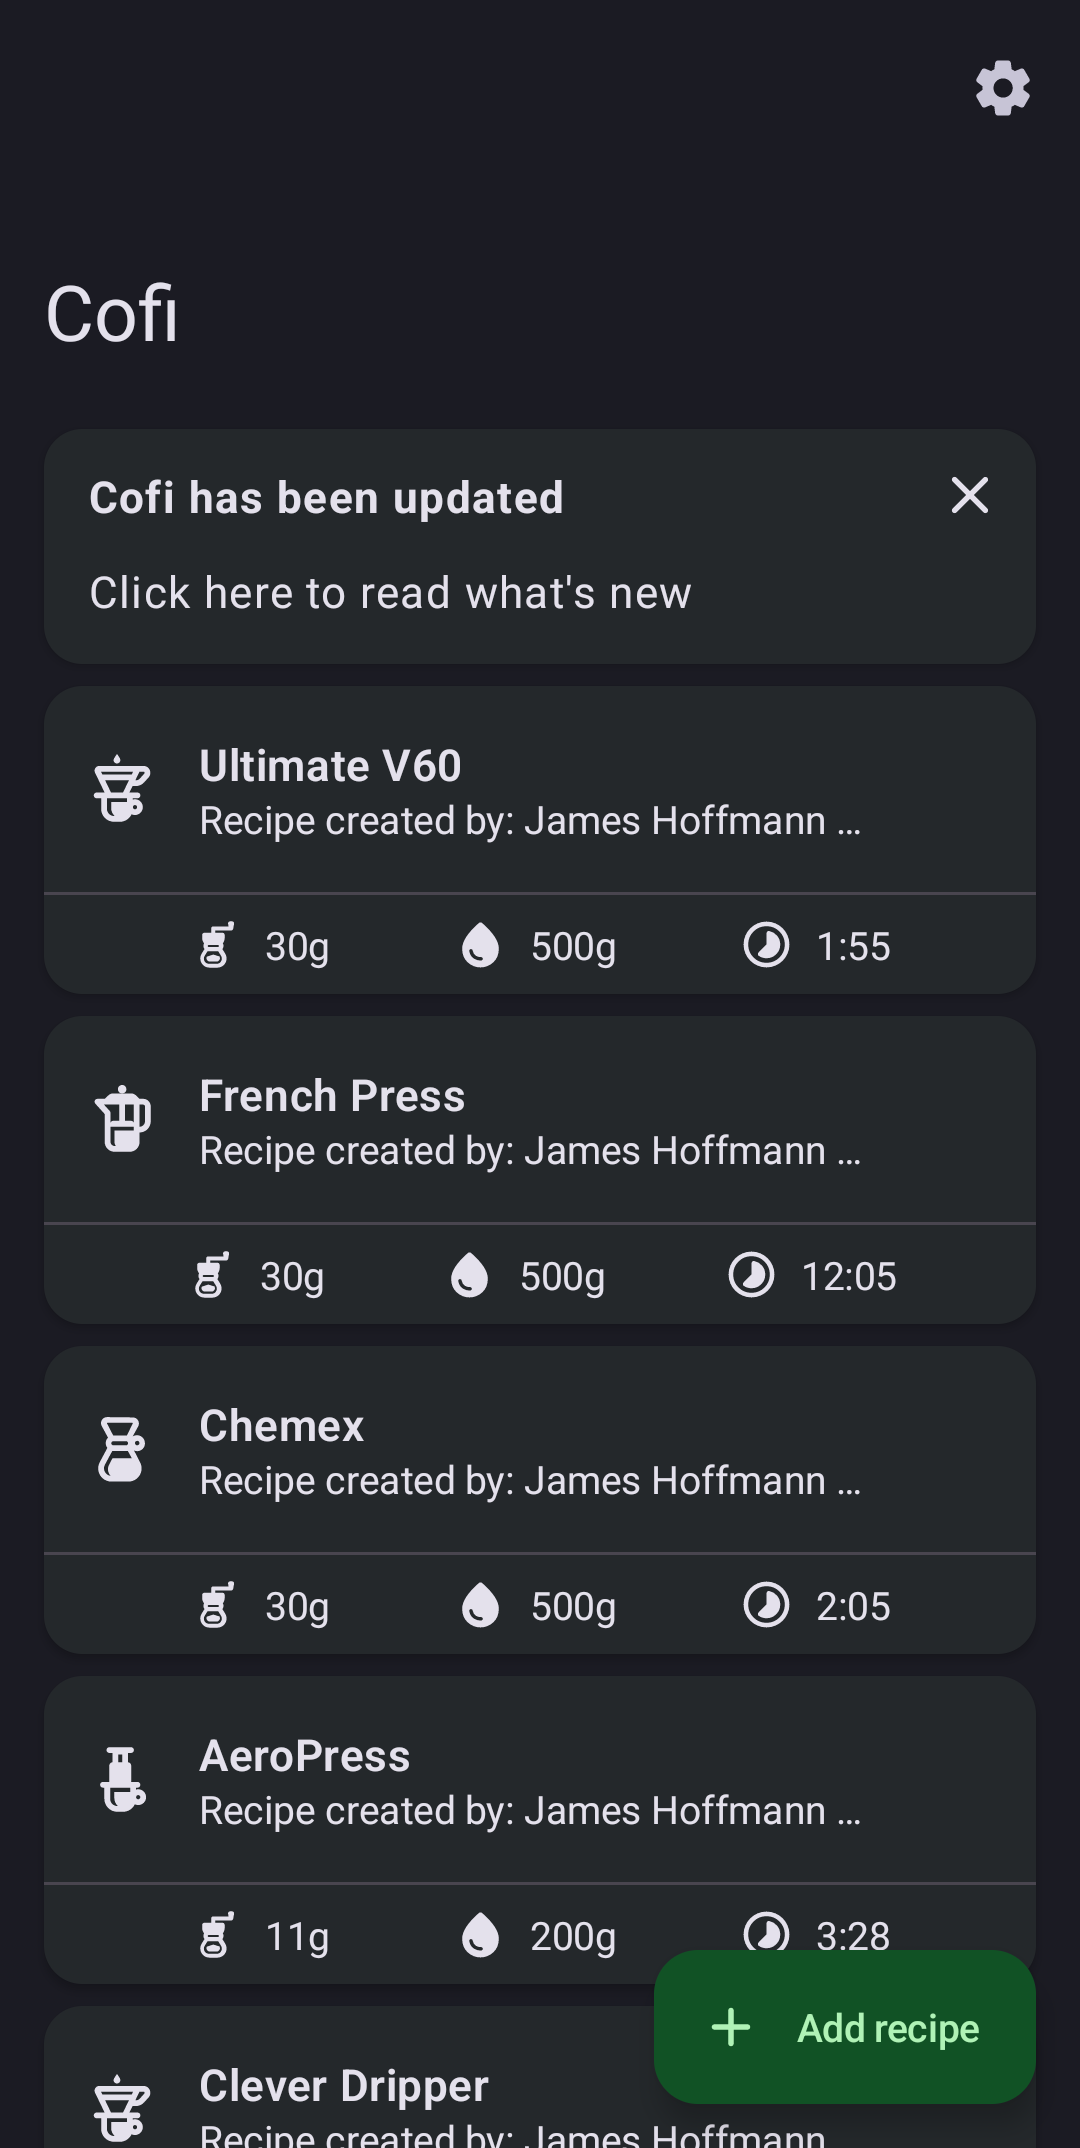 Cofi
Cofi has been updated
Click here to read what's new
Ultimate V60
Recipe created by: James Hoffmann ...
30g 500g 1:55
French Press
Recipe created by: James Hoffmann ...
30g 500g 12:05
Chemex
Recipe created by: James Hoffmann ...
30g 500g 2:05
AeroPress
Recipe created by: James Hoffmann ...
11g 200g 3:28
Add recipe
Clever Dripper
Recipe created by: James Hoffmann